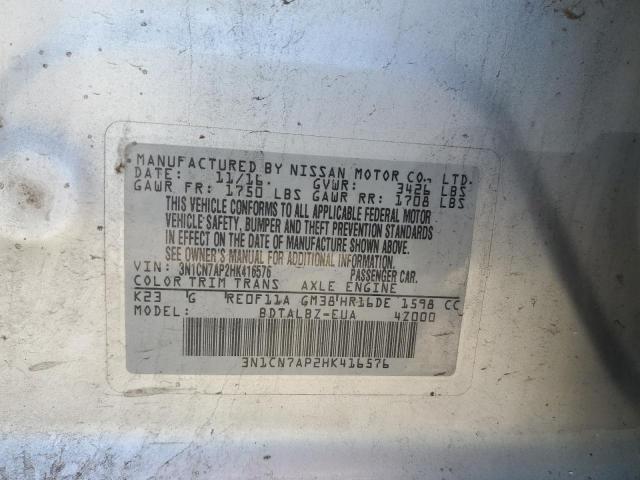 MANUFACTURED BY NISSAN MOTOR CO., LTD.
DATE: 11/16. GVWR: 3426 LBS
GAWR FR: 1750 LBS GAWR RR: 1708 LBS
THIS VEHICLE CONFORMS TO ALL APPLICABLE FEDERAL MOTOR
VEHICLE SAFETY, BUMPER AND THEFT PREVENTION STANDARDS
IN EFFECT ON THE DATE OF MANUFACTURE SHOWN ABOVE.
SEE OWNER'S MANUAL FOR ADDITIONAL INFORMATION.
VIN: 3N1CN7AP2HK416576 PASSENGER CAR.
COLOR TRIM TRANS AXLE ENGINE
K23 G RE0F11A GM38 HR16DE 1598 CC
MODEL: BDTALBZ-EUA 4Z000
3N1CN7AP2HK416576